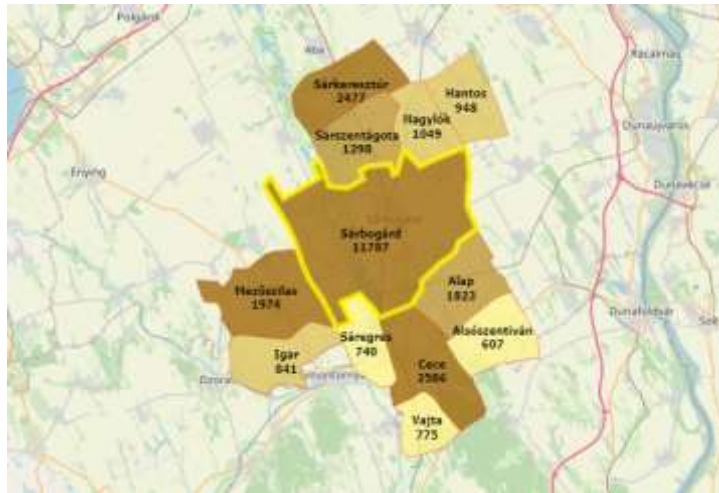 Polgárdi
Aba
Rácalmás
Sárkeresztúr
2477
Hantos
948
Nagylók
1049
Sárszentágota
1298
Dunaújváros
Enying
Dunavecse
Sárbogárd
11787
Alap
1823
Mezőszilas
1974
Alsószentiván
607
Dunaföldvár
Sáregres
740
Igar
841
Cece
2586
Vajta
775